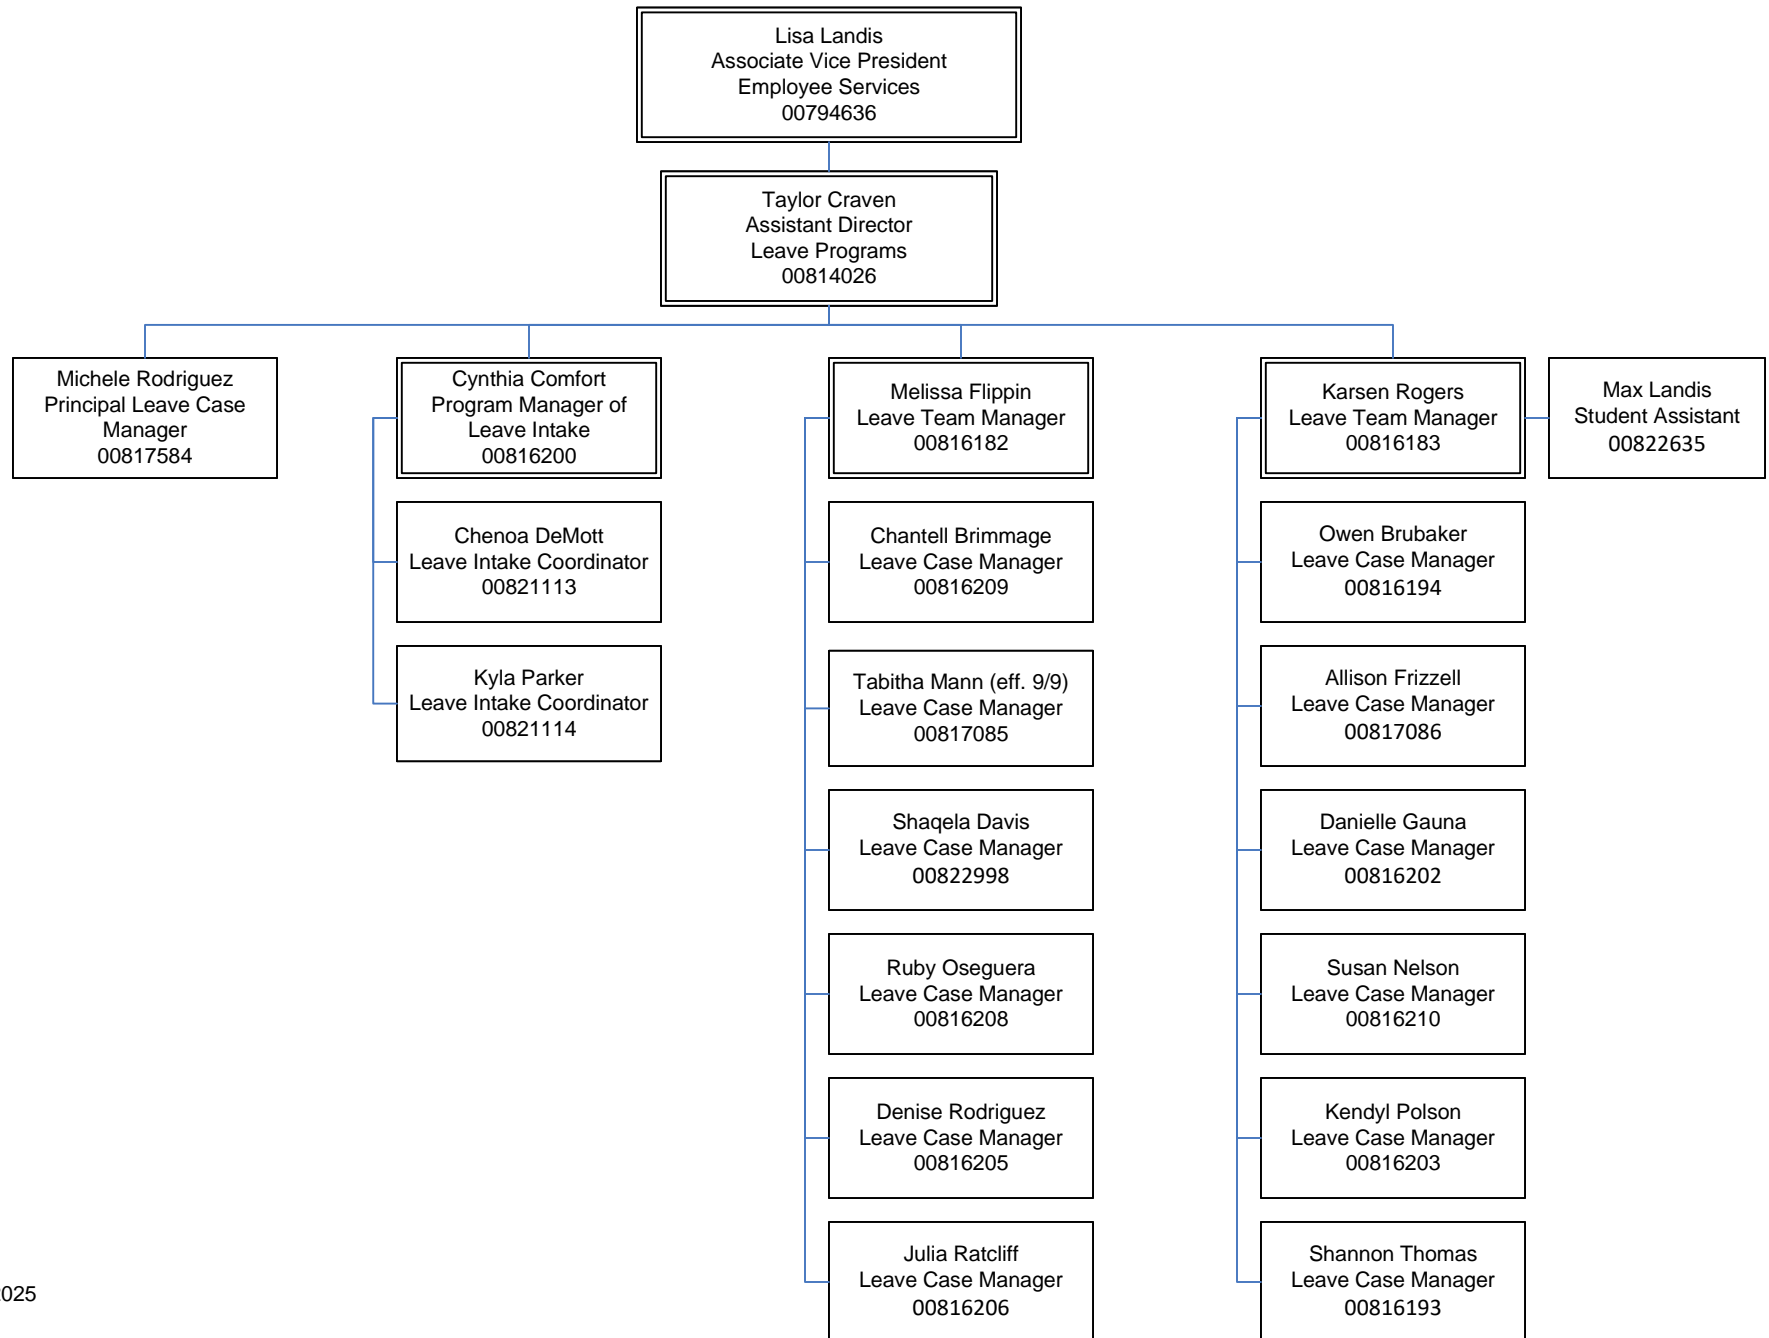 Lisa Landis
Associate Vice President
Employee Services
00794636
Taylor Craven
Assistant Director
Leave Programs
00814026
Michele Rodriguez
Principal Leave Case
Manager
00817584
Cynthia Comfort
Program Manager of
Leave Intake
00816200
Melissa Flippin
Leave Team Manager
00816182
Karsen Rogers
Leave Team Manager
00816183
Max Landis
Student Assistant
00822635
Chenoa DeMott
Leave Intake Coordinator
00821113
Chantell Brimmage
Leave Case Manager
00816209
Owen Brubaker
Leave Case Manager
00816194
Kyla Parker
Leave Intake Coordinator
00821114
Tabitha Mann (eff. 9/9)
Leave Case Manager
00817085
Allison Frizzell
Leave Case Manager
00817086
Shaqela Davis
Leave Case Manager
00822998
Danielle Gauna
Leave Case Manager
00816202
Ruby Oseguera
Leave Case Manager
00816208
Susan Nelson
Leave Case Manager
00816210
Denise Rodriguez
Leave Case Manager
00816205
Kendyl Polson
Leave Case Manager
00816203
Julia Ratcliff
Leave Case Manager
00816206
Shannon Thomas
Leave Case Manager
00816193
025